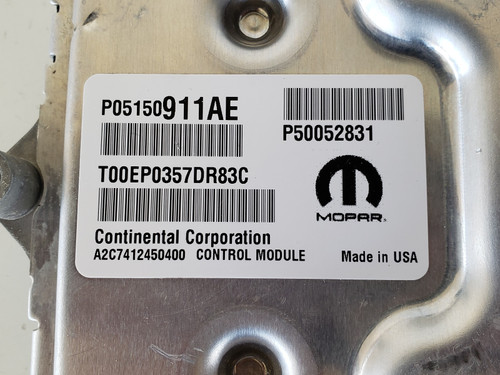 P05150911AE
P50052831
T00EP0357DR83C
MOPAR
Continental Corporation
A2C7412450400 CONTROL MODULE
Made in USA